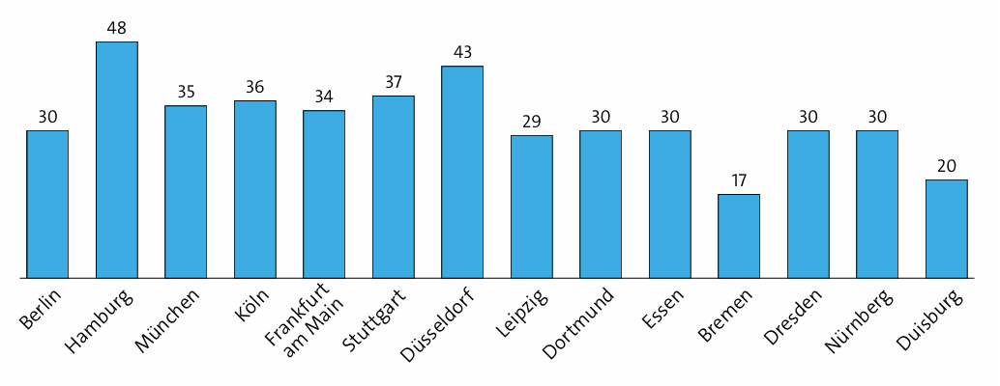 30
48
35
36
34
37
43
29
30
30
17
30
30
20
Berlin
Hamburg
München
Köln
Frankfurt
am Main
Stuttgart
Düsseldorf
Leipzig
Dortmund
Essen
Bremen
Dresden
Nürnberg
Duisburg